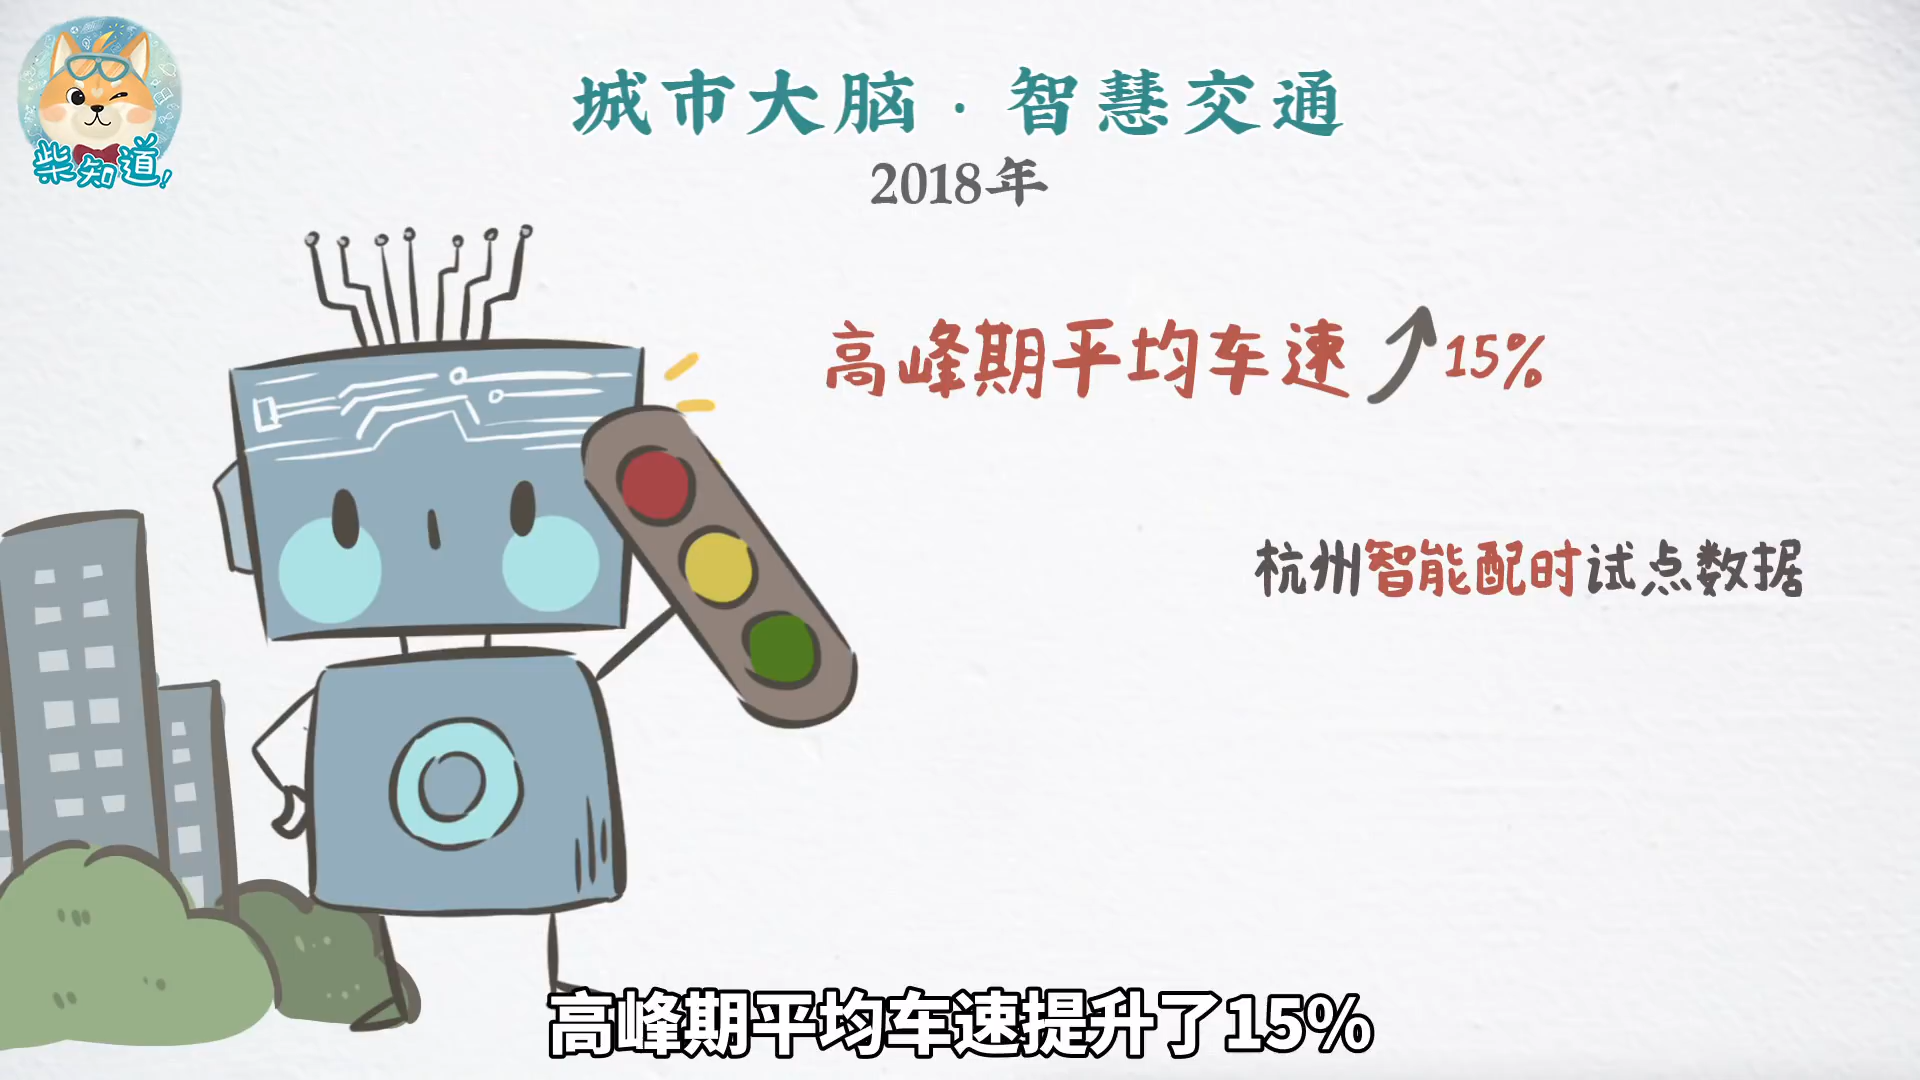 柴知道!
城市大脑·智慧交通
2018年
高峰期平均车速 15%
杭州智能配时试点数据
高峰期平均车速提升了15%